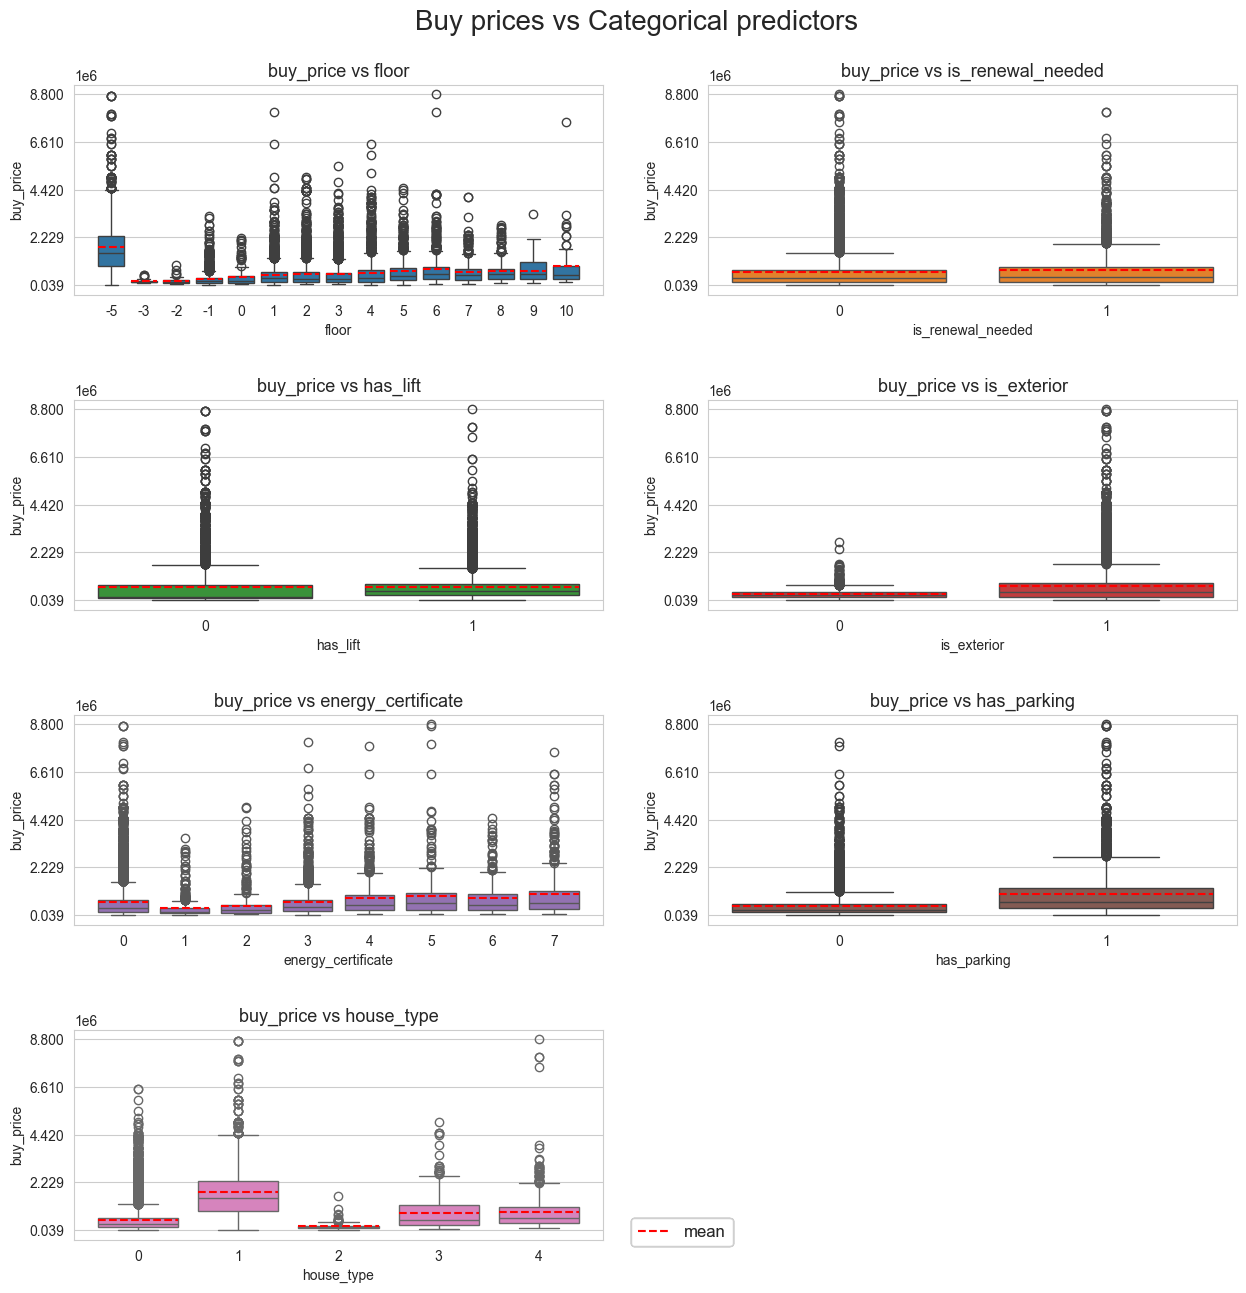 Buy prices vs Categorical predictors
buy_price vs floor
1e6
8.800
6.610
4.420
2.229
0.039
buy_price
-5 -3 -2 -1 0 1 2 3 4 5 6 7 8 9 10
floor
buy_price vs is_renewal_needed
1e6
8.800
6.610
4.420
2.229
0.039
buy_price
0 1
is_renewal_needed
buy_price vs has_lift
1e6
8.800
6.610
4.420
2.229
0.039
buy_price
0 1
has_lift
buy_price vs is_exterior
1e6
8.800
6.610
4.420
2.229
0.039
buy_price
0 1
is_exterior
buy_price vs energy_certificate
1e6
8.800
6.610
4.420
2.229
0.039
buy_price
0 1 2 3 4 5 6 7
energy_certificate
buy_price vs has_parking
1e6
8.800
6.610
4.420
2.229
0.039
buy_price
0 1
has_parking
buy_price vs house_type
1e6
8.800
6.610
4.420
2.229
0.039
buy_price
0 1 2 3 4
house_type
mean